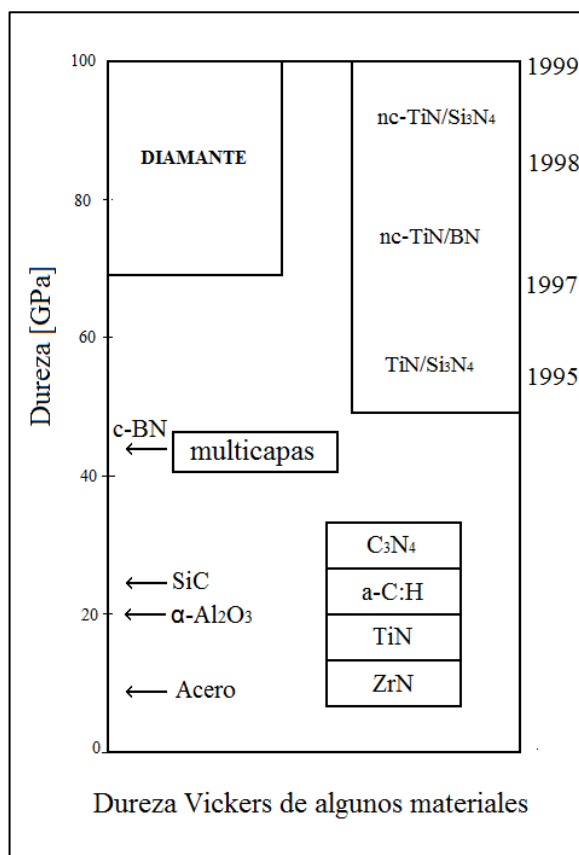 100
1999
nc-TiN/Si₃N₄
DIAMANTE
1998
80
nc-TiN/BN
Dureza [GPa]
1997
60
TiN/Si₃N₄
1995
c-BN
multicapas
40
C₃N₄
SiC
a-C:H
α-Al₂O₃
20
TiN
Acero
ZrN
0
Dureza Vickers de algunos materiales